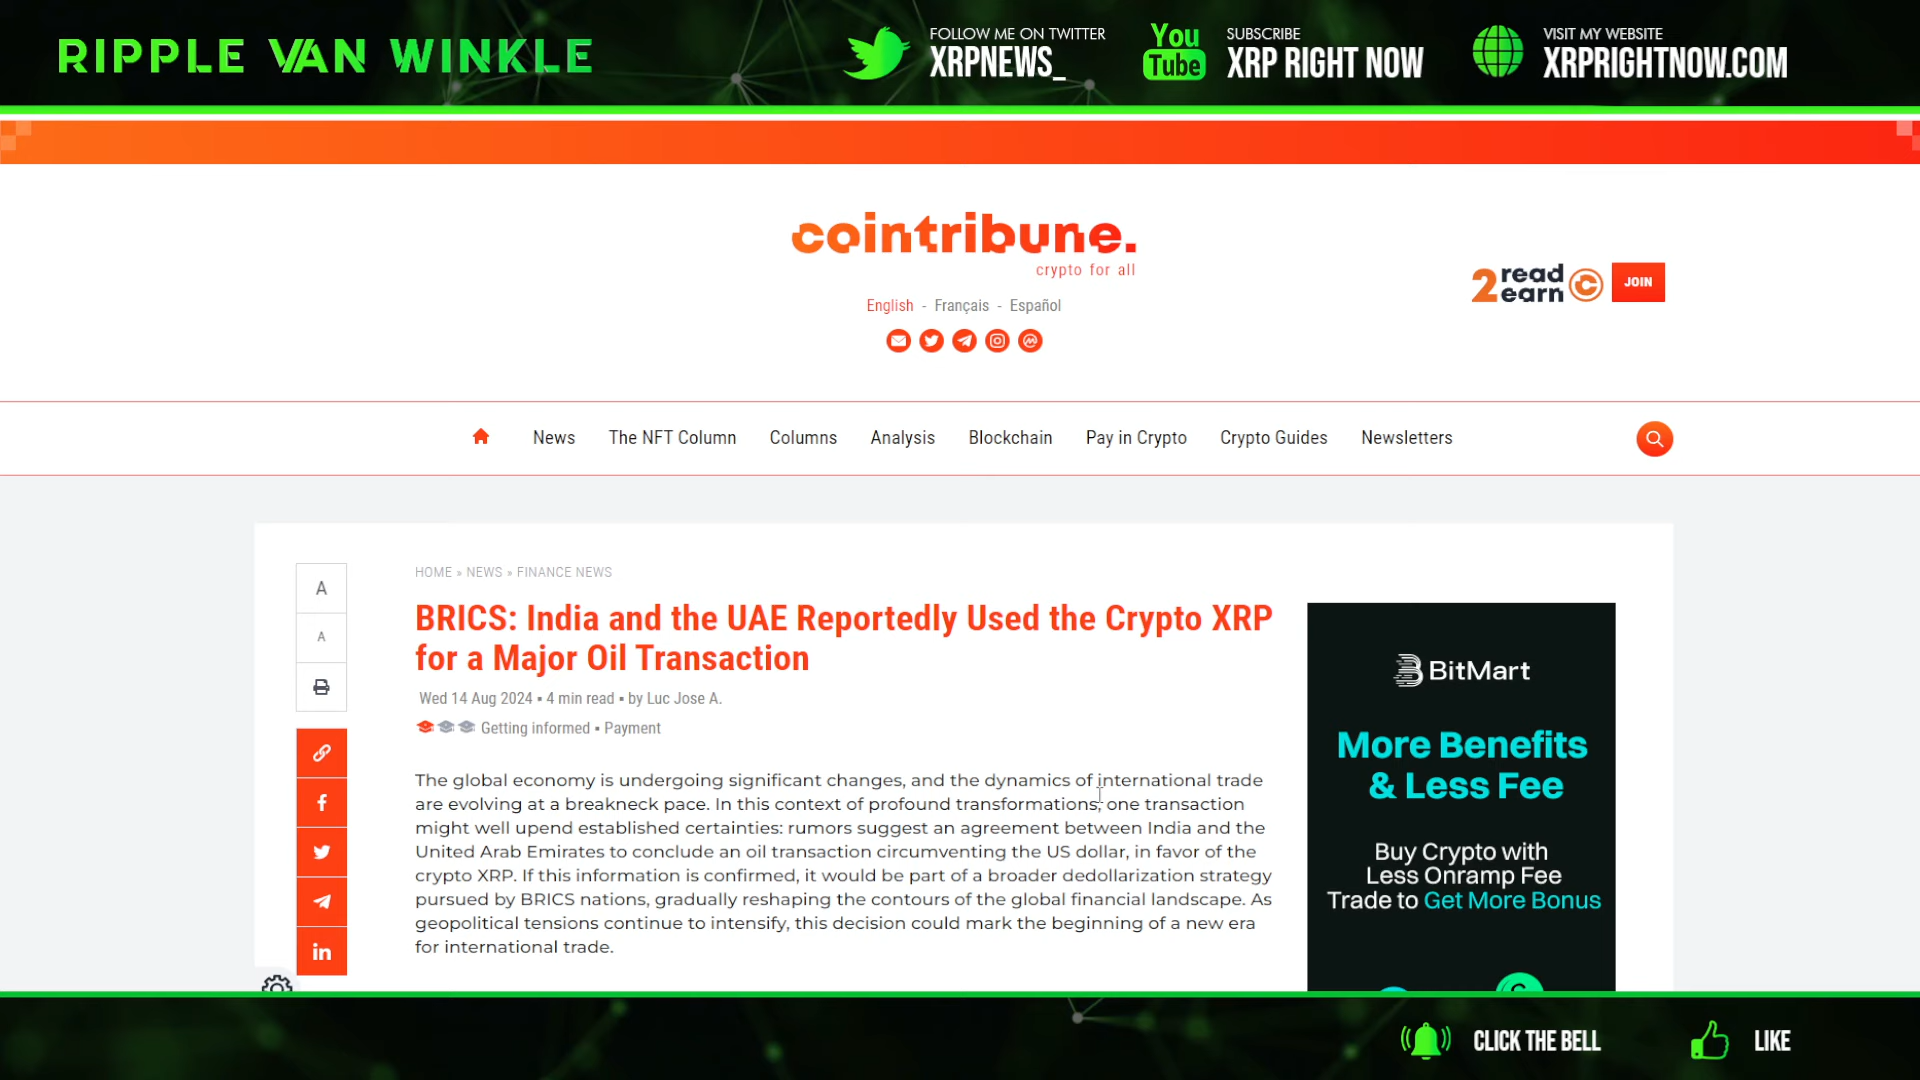 RIPPLE VAN WINKLE
FOLLOW ME ON TWITTER
XRPNEWS_
You
Tube
SUBSCRIBE
XRP RIGHT NOW
VISIT MY WEBSITE
XRPRIGHTNOW.COM
cointribune.
crypto for all
English - Français - Español
2 read
earn
JOIN
News The NFT Column Columns Analysis Blockchain Pay in Crypto Crypto Guides Newsletters
A
A
HOME » NEWS » FINANCE NEWS
BRICS: India and the UAE Reportedly Used the Crypto XRP
for a Major Oil Transaction
Wed 14 Aug 2024 ▪ 4 min read ▪ by Luc Jose A.
Getting informed ▪ Payment
The global economy is undergoing significant changes, and the dynamics of international trade
are evolving at a breakneck pace. In this context of profound transformations, one transaction
might well upend established certainties: rumors suggest an agreement between India and the
United Arab Emirates to conclude an oil transaction circumventing the US dollar, in favor of the
crypto XRP. If this information is confirmed, it would be part of a broader dedollarization strategy
pursued by BRICS nations, gradually reshaping the contours of the global financial landscape. As
geopolitical tensions continue to intensify, this decision could mark the beginning of a new era
for international trade.
BitMart
More Benefits
& Less Fee
Buy Crypto with
Less Onramp Fee
Trade to Get More Bonus
CLICK THE BELL
LIKE